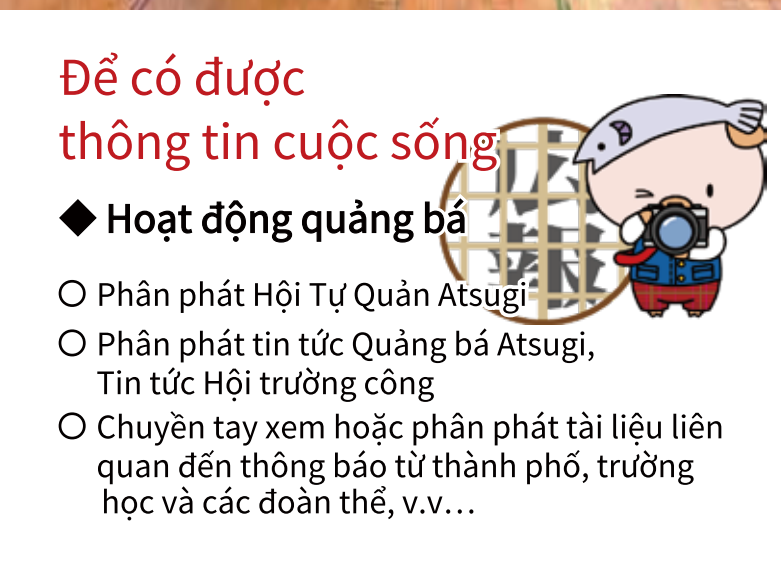 Để có được
thông tin cuộc sống
◆ Hoạt động quảng bá
広報
○ Phân phát Hội Tự Quản Atsugi
○ Phân phát tin tức Quảng bá Atsugi,
Tin tức Hội trường công
○ Chuyền tay xem hoặc phân phát tài liệu liên
quan đến thông báo từ thành phố, trường
học và các đoàn thể, v.v…